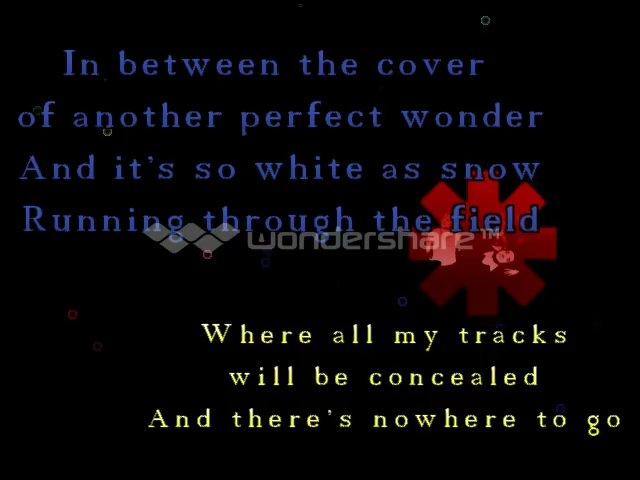 In between the cover
of another perfect wonder
And it's so white as snow
Running through the field
wondershare™
Where all my tracks
will be concealed
And there's nowhere to go